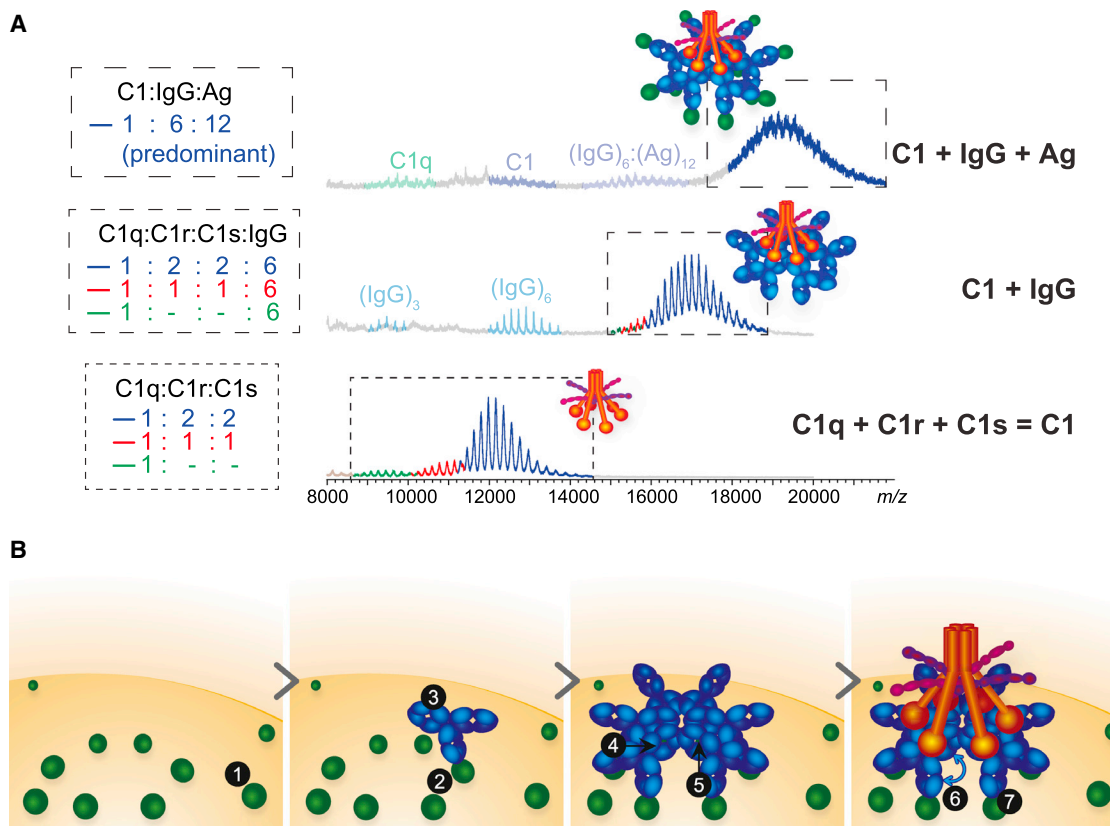 A
C1:IgG:Ag
— 1 : 6 : 12
(predominant)
C1q
C1
(IgG)6:(Ag)12
C1 + IgG + Ag
C1q:C1r:C1s:IgG
— 1 : 2 : 2 : 6
— 1 : 1 : 1 : 6
— 1 : - : - : 6
(IgG)3
(IgG)6
C1 + IgG
C1q:C1r:C1s
— 1 : 2 : 2
— 1 : 1 : 1
— 1 : - : -
C1q + C1r + C1s = C1
8000 10000 12000 14000 16000 18000 20000 m/z
B
1
2
3
4
5
6
7